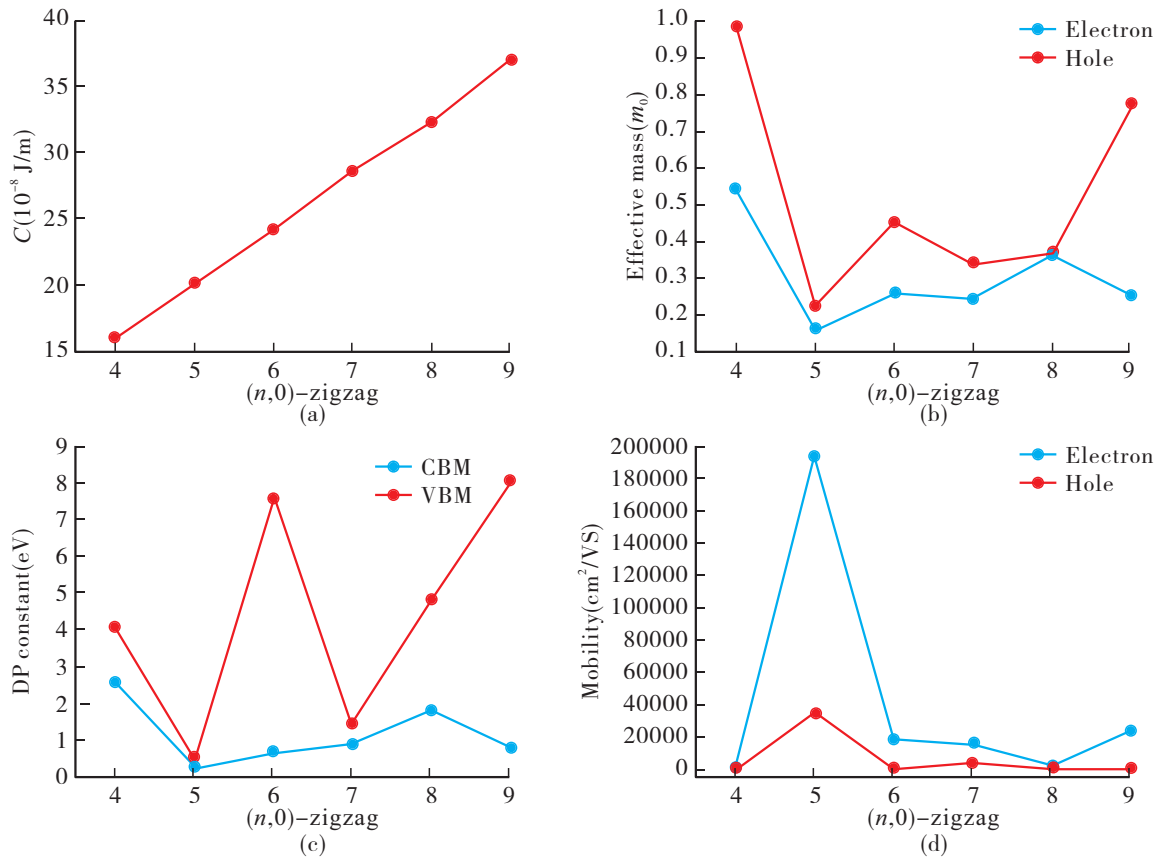 40
35
30
25
20
15
C(10⁻⁸ J/m)
4 5 6 7 8 9
(n,0)−zigzag
(a)
1.0
0.9
0.8
0.7
0.6
0.5
0.4
0.3
0.2
0.1
Effective mass(m₀)
Electron
Hole
4 5 6 7 8 9
(n,0)−zigzag
(b)
9
8
7
6
5
4
3
2
1
0
DP constant(eV)
CBM
VBM
4 5 6 7 8 9
(n,0)−zigzag
(c)
200000
180000
160000
140000
120000
100000
80000
60000
40000
20000
0
Mobility(cm²/VS)
Electron
Hole
4 5 6 7 8 9
(n,0)−zigzag
(d)